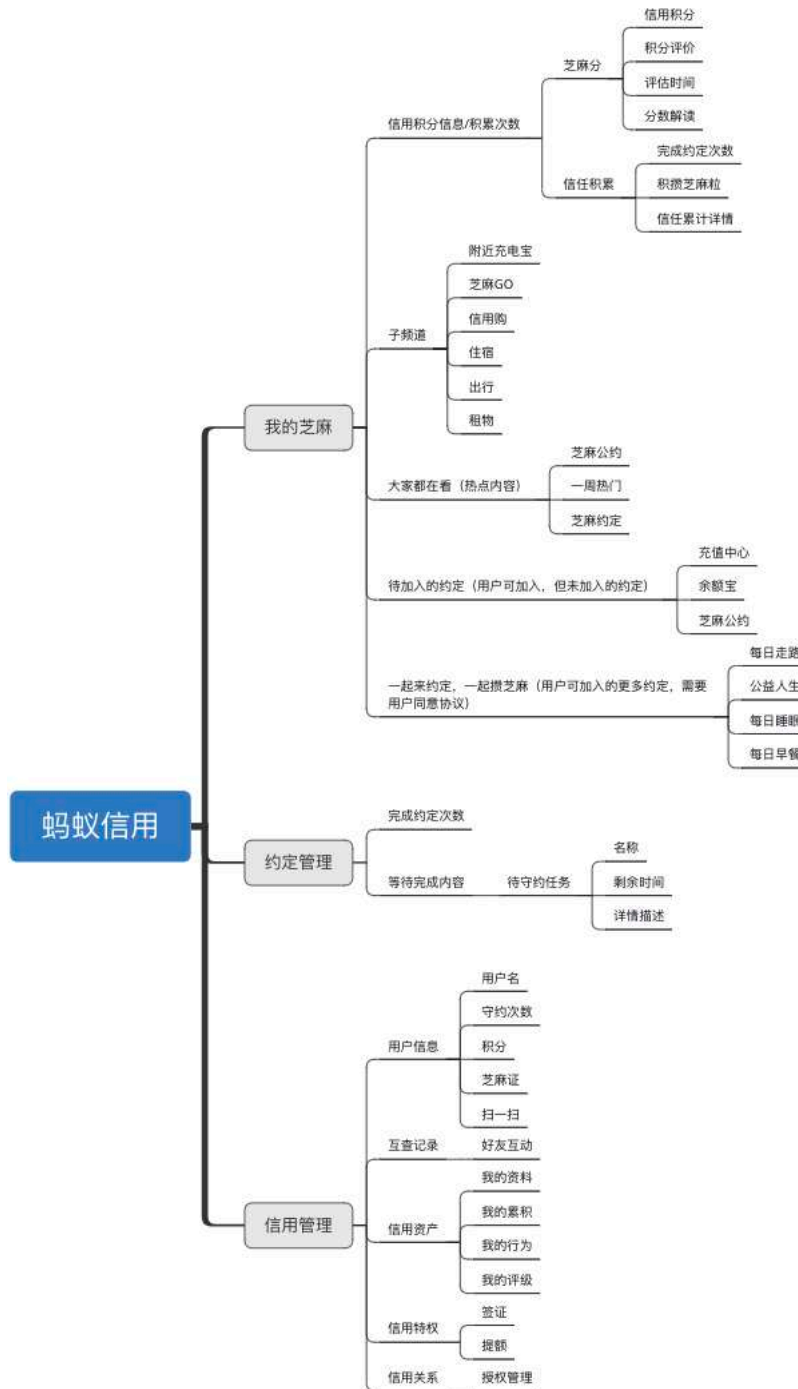 信用积分
积分评价
芝麻分
评估时间
分数解读
信用积分信息/积累次数
完成约定次数
信任积累
积攒芝麻粒
信任累计详情
附近充电宝
芝麻GO
信用购
子频道
住宿
出行
租物
我的芝麻
芝麻公约
大家都在看（热点内容）
一周热门
芝麻约定
充值中心
待加入的约定（用户可加入，但未加入的约定）
余额宝
芝麻公约
每日走路
一起来约定，一起攒芝麻（用户可加入的更多约定，需要
用户同意协议）
公益人生
每日睡眠
每日早餐
蚂蚁信用
完成约定次数
约定管理
名称
等待完成内容
待守约任务
剩余时间
详情描述
用户名
守约次数
用户信息
积分
芝麻证
扫一扫
互查记录
好友互动
我的资料
信用管理
我的累积
信用资产
我的行为
我的评级
签证
信用特权
提额
信用关系
授权管理